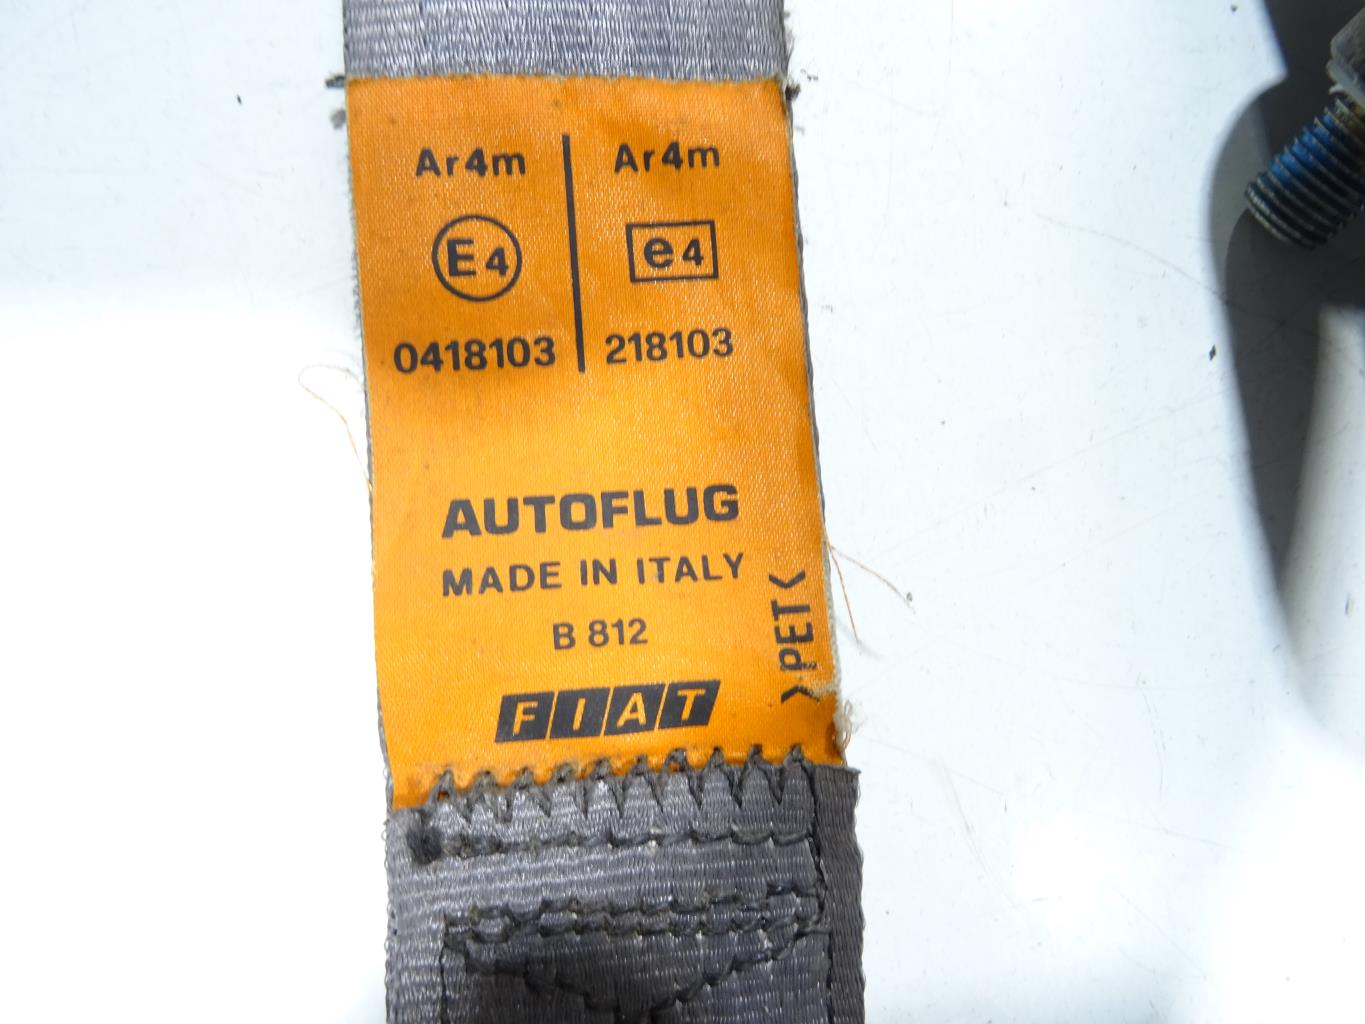 Ar4m Ar4m
E4 e4
0418103 218103
AUTOFLUG
MADE IN ITALY
B 812
>PET<
FIAT